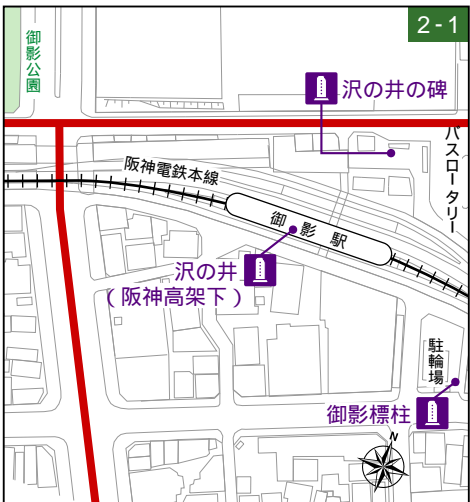 2-1
御影公園
沢の井の碑
バスロータリー
阪神電鉄本線
御影駅
沢の井
(阪神高架下)
駐輪場
御影標柱
N